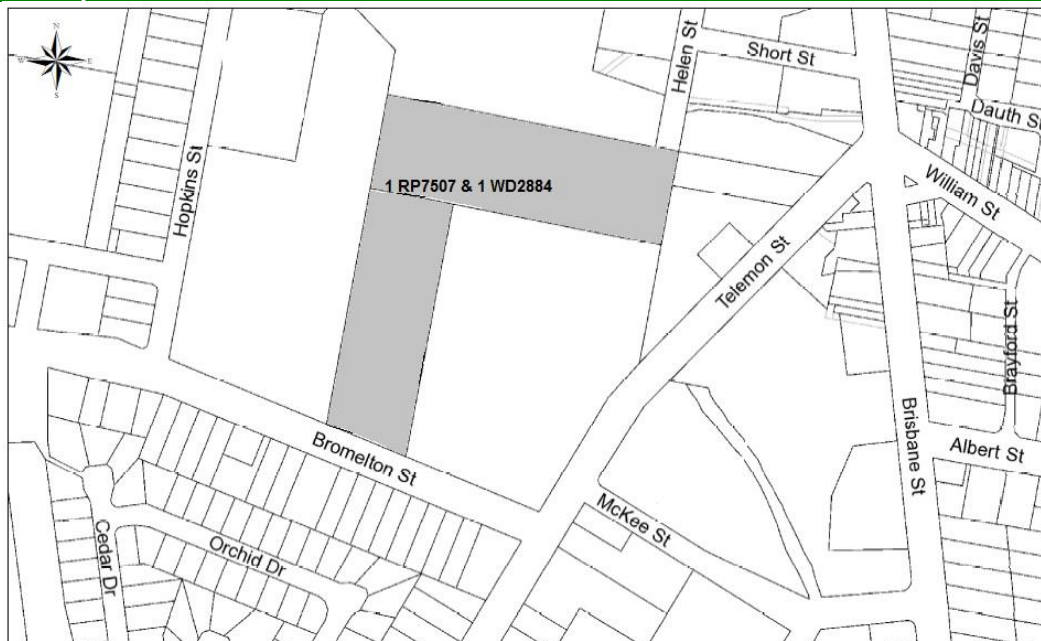 N
W
E
S
Helen St
Short St
Davis St
Dauth St
1 RP7507 & 1 WD2884
Hopkins St
William St
Telemon St
Brayford St
Brisbane St
Bromelton St
Albert St
McKee St
Cedar Dr
Orchid Dr